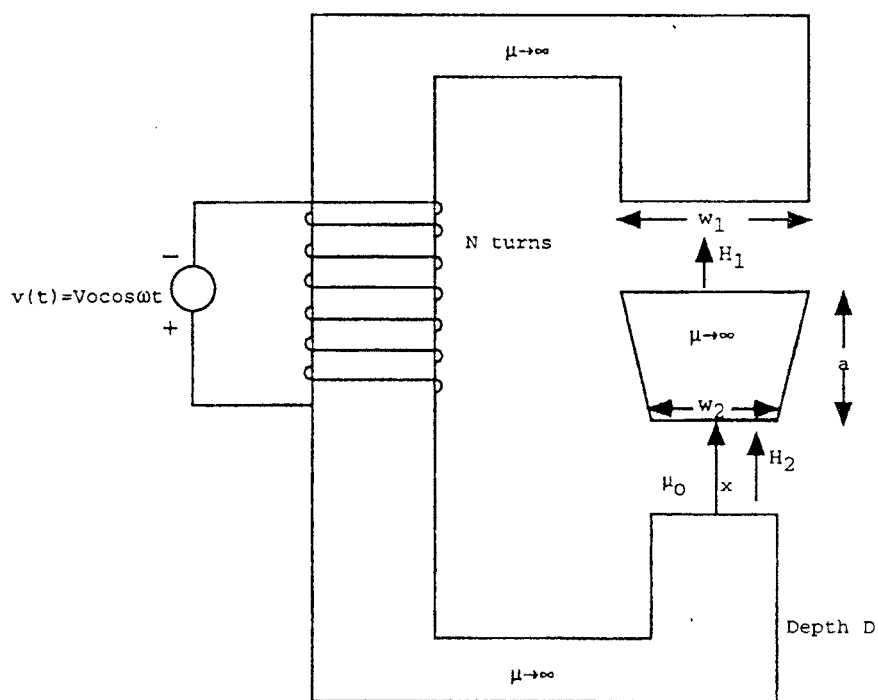 μ→∞
w₁
N turns
H₁
−
v(t)=Vocosωt
+
μ→∞
a
w₂
H₂
μ₀
x
Depth D
μ→∞